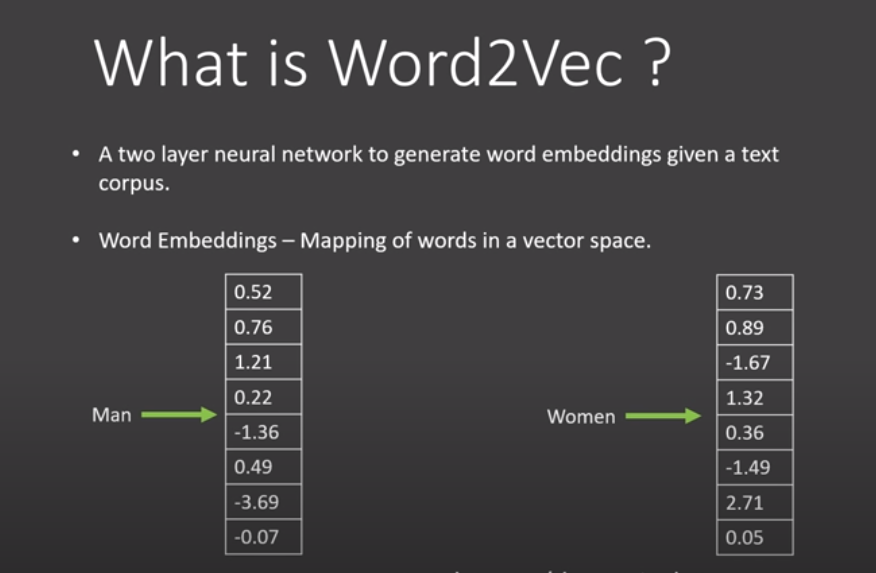 What is Word2Vec ?
• A two layer neural network to generate word embeddings given a text
corpus.
• Word Embeddings – Mapping of words in a vector space.
Man
0.52
0.76
1.21
0.22
-1.36
0.49
-3.69
-0.07
Women
0.73
0.89
-1.67
1.32
0.36
-1.49
2.71
0.05